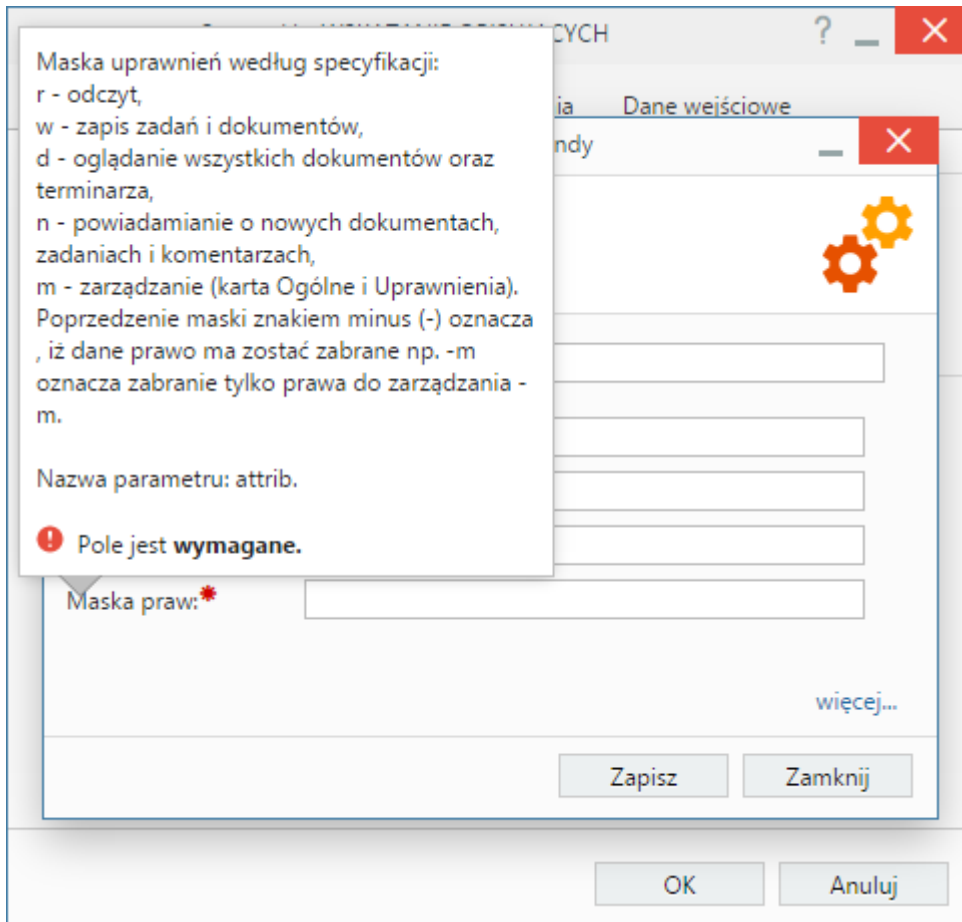 CYCH
?
Maska uprawnień według specyfikacji:
r - odczyt,
w - zapis zadań i dokumentów,
d - oglądanie wszystkich dokumentów oraz
terminarza,
n - powiadamianie o nowych dokumentach,
zadaniach i komentarzach,
m - zarządzanie (karta Ogólne i Uprawnienia).
Poprzedzenie maski znakiem minus (-) oznacza
, iż dane prawo ma zostać zabrane np. -m
oznacza zabranie tylko prawa do zarządzania -
m.
Nazwa parametru: attrib.
Pole jest wymagane.
ia Dane wejściowe
ndy
Maska praw:
więcej...
Zapisz Zamknij
OK Anuluj